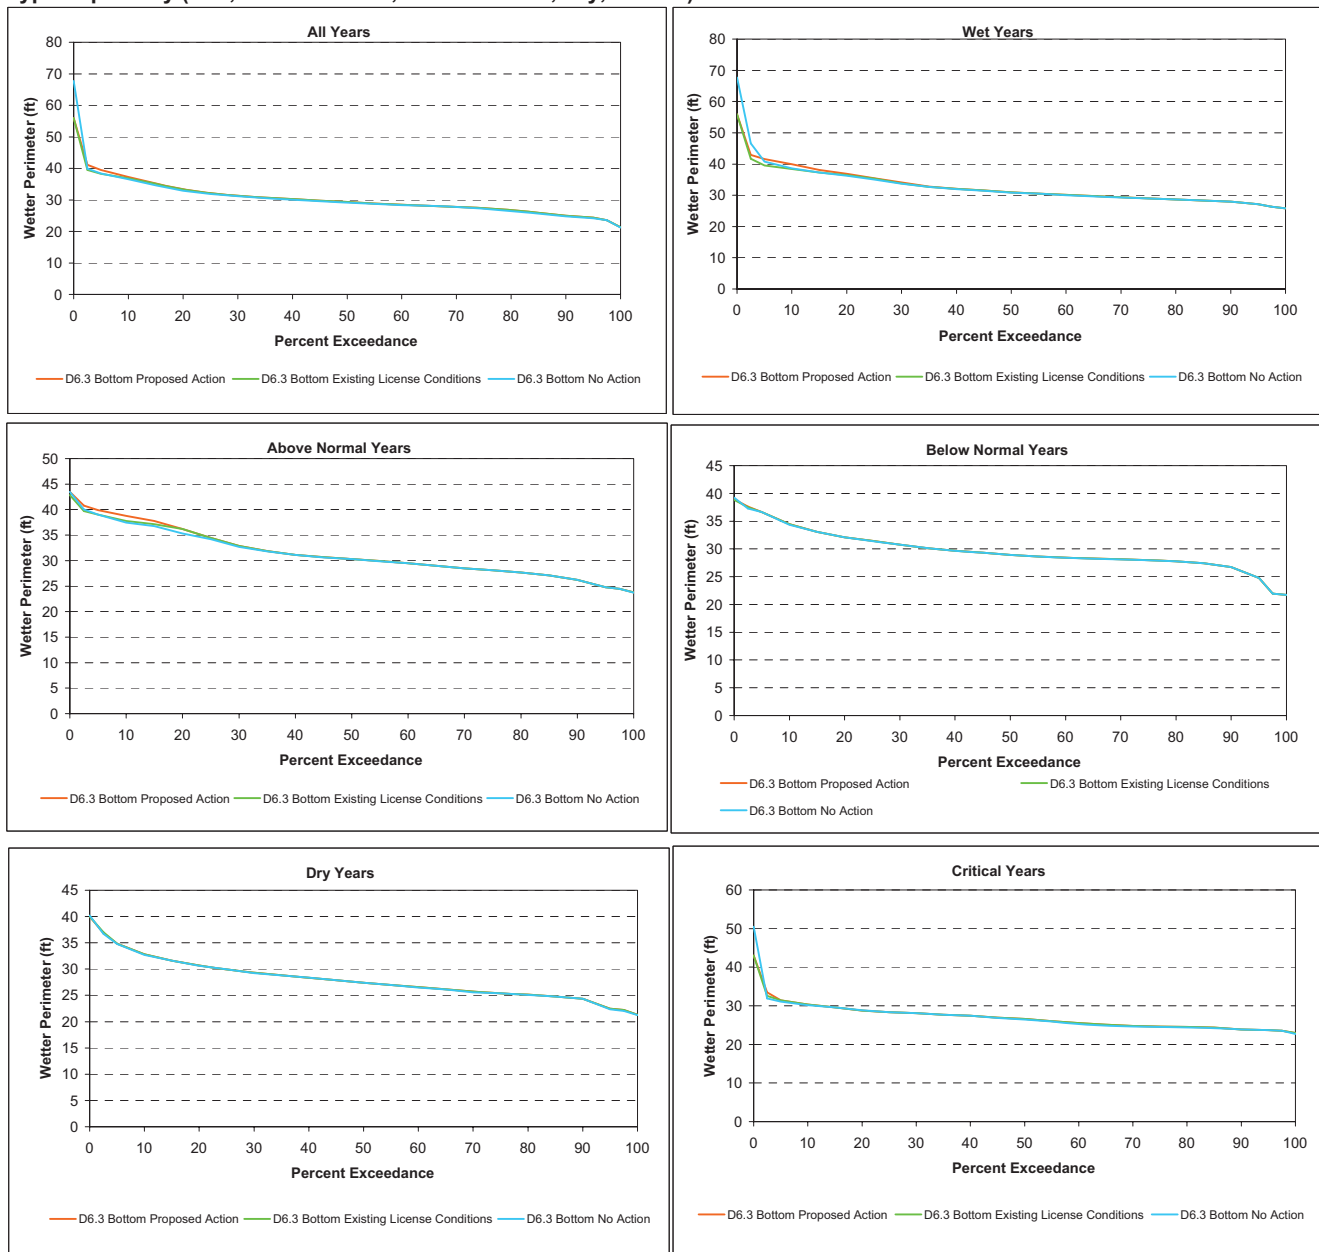 All Years
80
70
60
50
40
30
20
10
0
Wetter Perimeter (ft)
0 10 20 30 40 50 60 70 80 90 100
Percent Exceedance
D6.3 Bottom Proposed Action D6.3 Bottom Existing License Conditions D6.3 Bottom No Action
Wet Years
80
70
60
50
40
30
20
10
0
Wetter Perimeter (ft)
0 10 20 30 40 50 60 70 80 90 100
Percent Exceedance
D6.3 Bottom Proposed Action D6.3 Bottom Existing License Conditions D6.3 Bottom No Action
Above Normal Years
50
45
40
35
30
25
20
15
10
5
0
Wetter Perimeter (ft)
0 10 20 30 40 50 60 70 80 90 100
Percent Exceedance
D6.3 Bottom Proposed Action D6.3 Bottom Existing License Conditions D6.3 Bottom No Action
Below Normal Years
45
40
35
30
25
20
15
10
5
0
Wetter Perimeter (ft)
0 10 20 30 40 50 60 70 80 90 100
Percent Exceedance
D6.3 Bottom Proposed Action D6.3 Bottom Existing License Conditions
D6.3 Bottom No Action
Dry Years
45
40
35
30
25
20
15
10
5
0
Wetter Perimeter (ft)
0 10 20 30 40 50 60 70 80 90 100
Percent Exceedance
D6.3 Bottom Proposed Action D6.3 Bottom Existing License Conditions D6.3 Bottom No Action
Critical Years
60
50
40
30
20
10
0
Wetter Perimeter (ft)
0 10 20 30 40 50 60 70 80 90 100
Percent Exceedance
D6.3 Bottom Proposed Action D6.3 Bottom Existing License Conditions D6.3 Bottom No Action